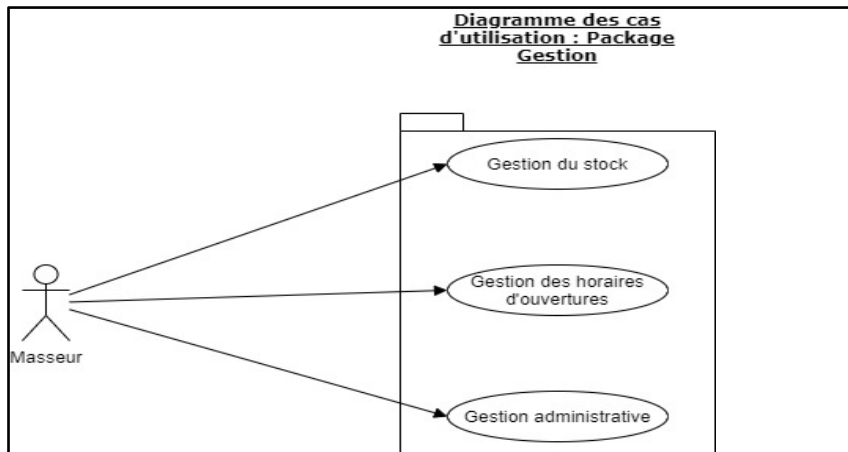 Diagramme des cas
d'utilisation : Package
Gestion
Gestion du stock
Gestion des horaires
d'ouvertures
Masseur
Gestion administrative